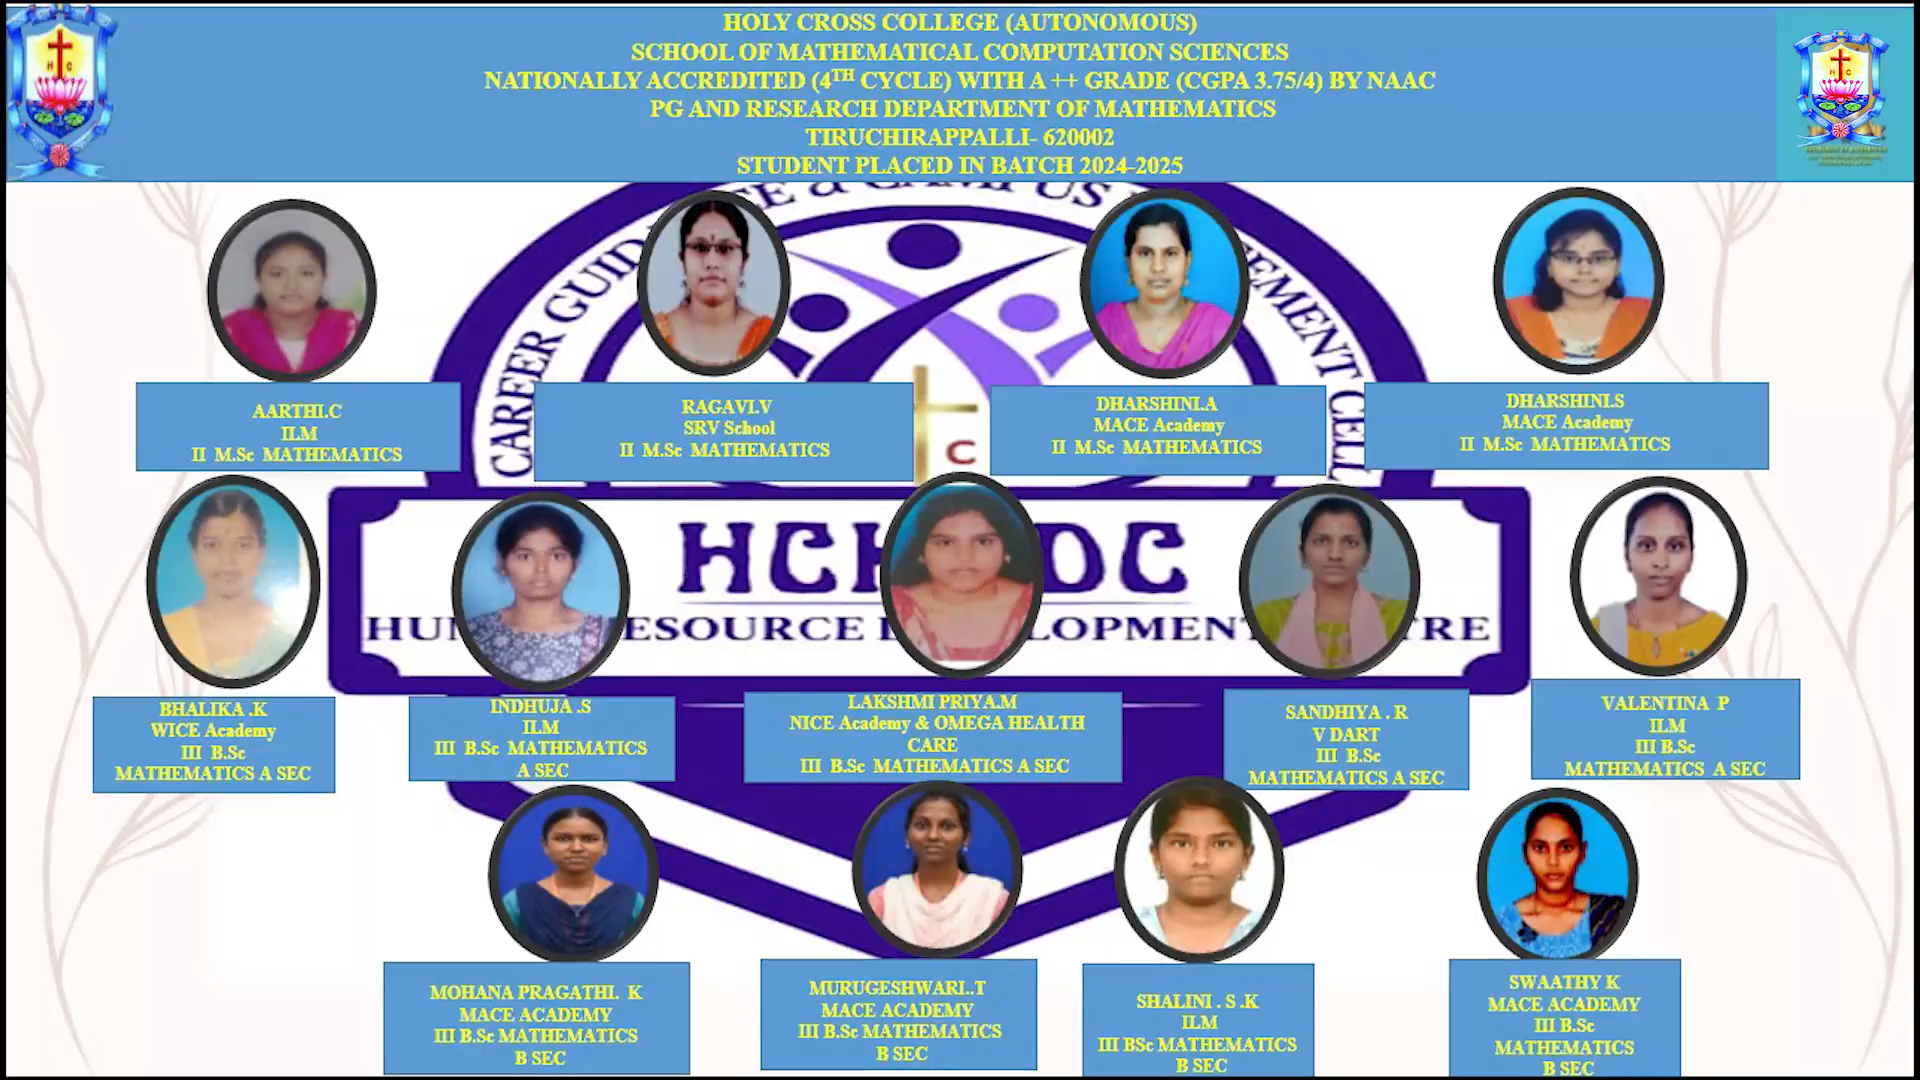 HOLY CROSS COLLEGE (AUTONOMOUS)
SCHOOL OF MATHEMATICAL COMPUTATION SCIENCES
NATIONALLY ACCREDITED (4TH CYCLE) WITH A ++ GRADE (CGPA 3.75/4) BY NAAC
PG AND RESEARCH DEPARTMENT OF MATHEMATICS
TIRUCHIRAPPALLI- 620002
STUDENT PLACED IN BATCH 2024-2025
AARTHI.C
ILM
II M.Sc MATHEMATICS
RAGAVI.V
SRV School
II M.Sc MATHEMATICS
DHARSHINI.A
MACE Academy
II M.Sc MATHEMATICS
DHARSHINI.S
MACE Academy
II M.Sc MATHEMATICS
CAREER
C
CELL
BHALIKA .K
WICE Academy
III B.Sc
MATHEMATICS A SEC
INDHUJA .S
ILM
III B.Sc MATHEMATICS
A SEC
LAKSHMI PRIYA.M
NICE Academy & OMEGA HEALTH
CARE
III B.Sc MATHEMATICS A SEC
SANDHIYA . R
V DART
III B.Sc
MATHEMATICS A SEC
VALENTINA P
ILM
III B.Sc
MATHEMATICS A SEC
MOHANA PRAGATHI. K
MACE ACADEMY
III B.Sc MATHEMATICS
B SEC
MURUGESHWARI..T
MACE ACADEMY
III B.Sc MATHEMATICS
B SEC
SHALINI . S .K
ILM
III BSc MATHEMATICS
B SEC
SWAATHY K
MACE ACADEMY
III B.Sc
MATHEMATICS
B SEC